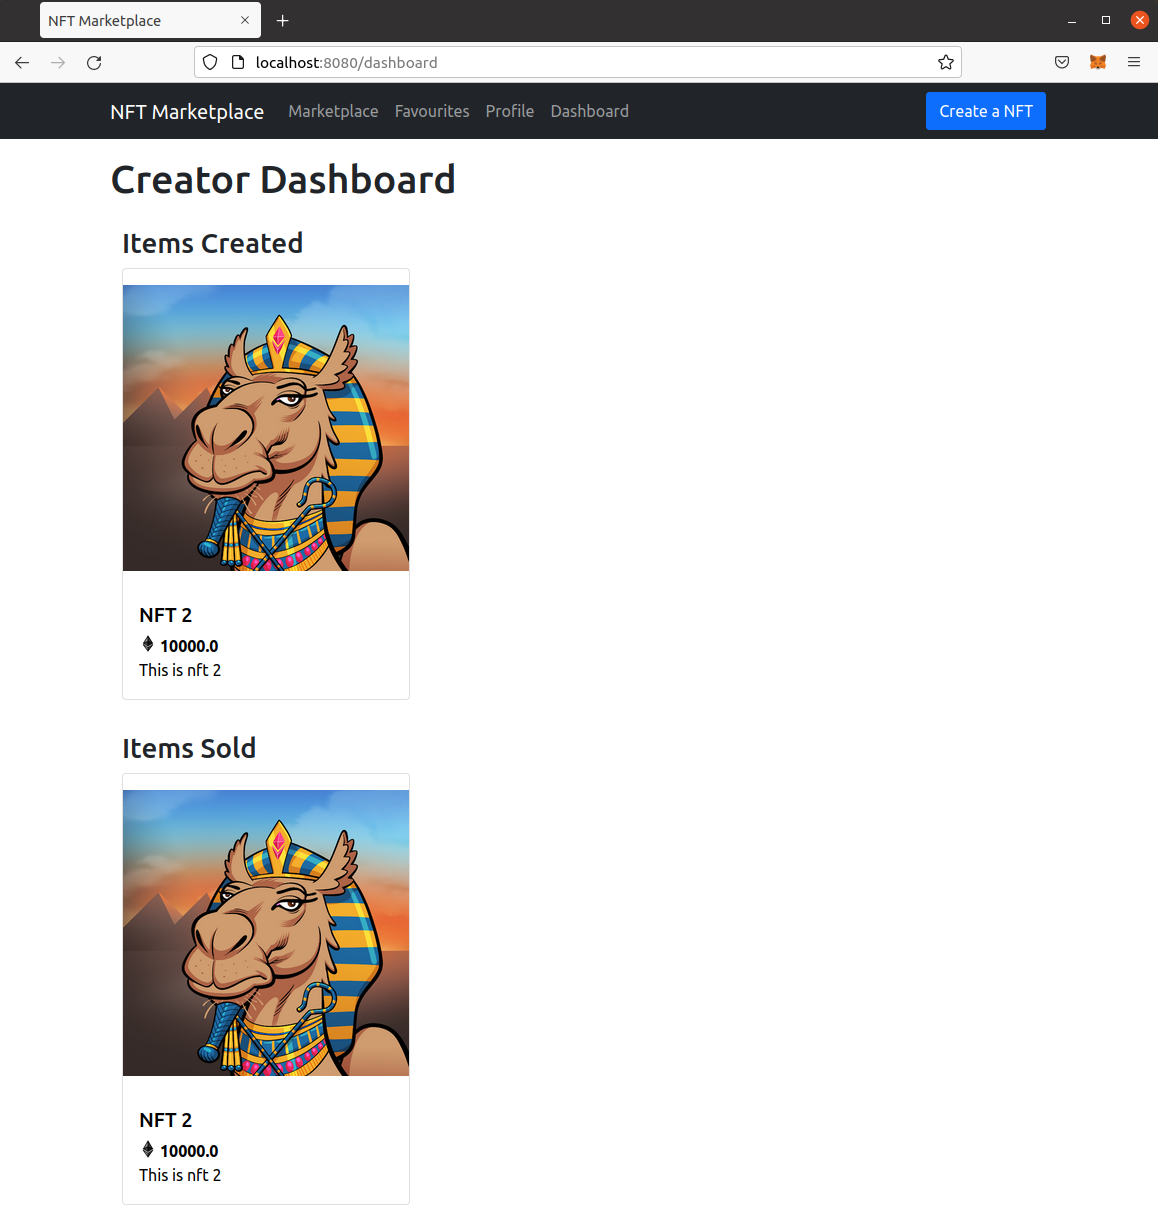 NFT Marketplace
localhost:8080/dashboard
NFT Marketplace Marketplace Favourites Profile Dashboard Create a NFT
Creator Dashboard
Items Created
NFT 2
10000.0
This is nft 2
Items Sold
NFT 2
10000.0
This is nft 2